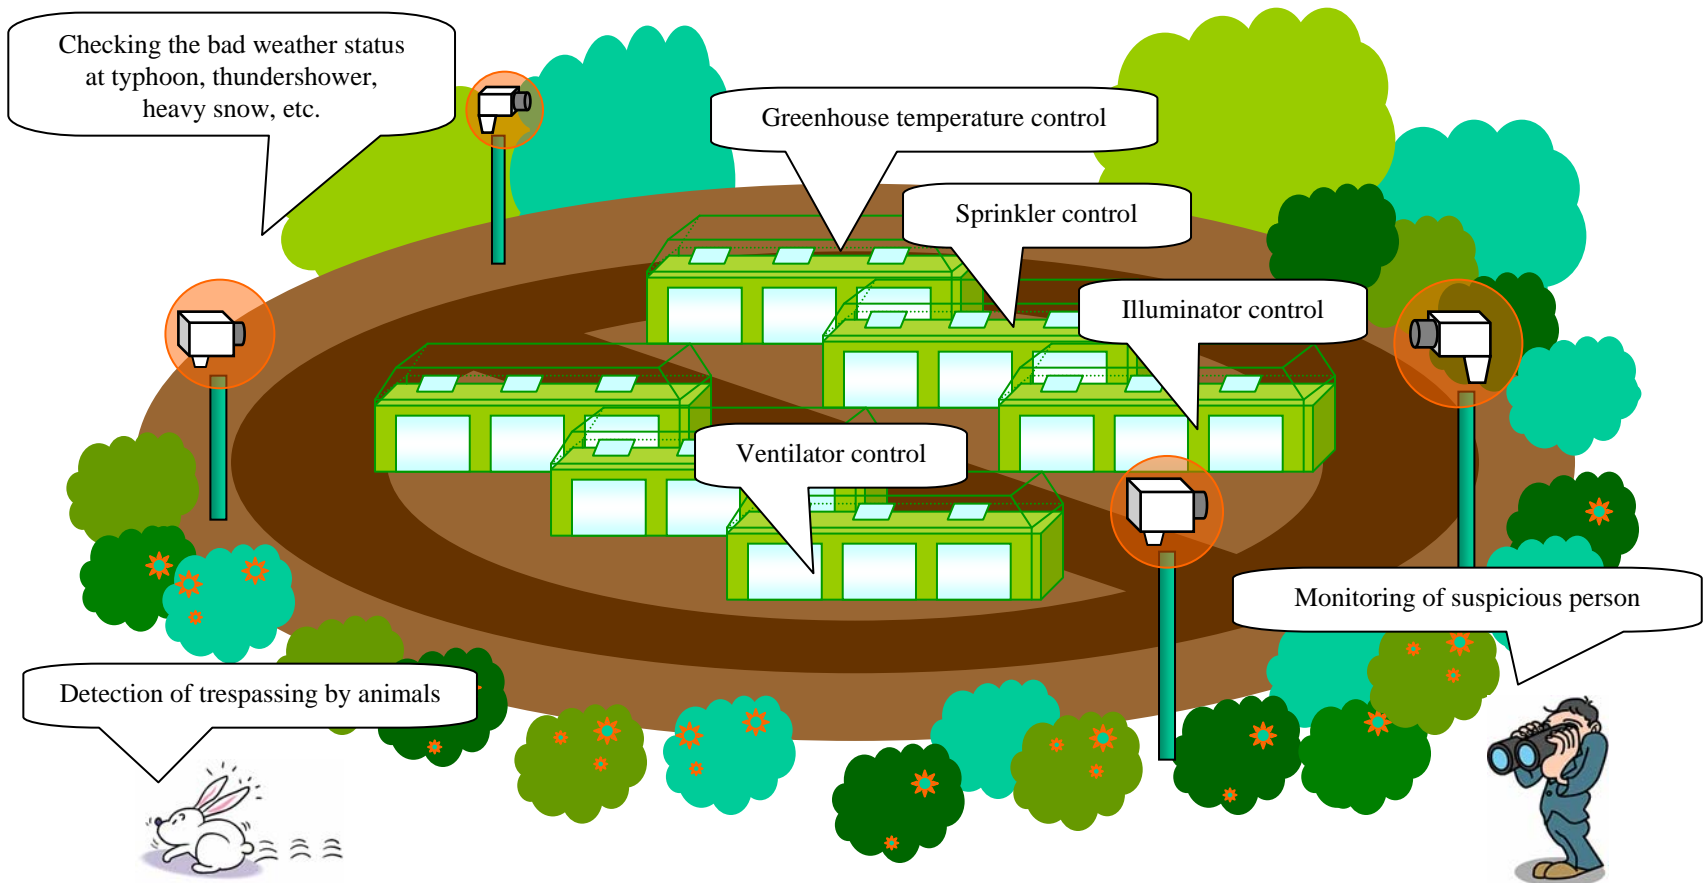 Checking the bad weather status
at typhoon, thundershower,
heavy snow, etc.
Greenhouse temperature control
Sprinkler control
Illuminator control
Ventilator control
Monitoring of suspicious person
Detection of trespassing by animals